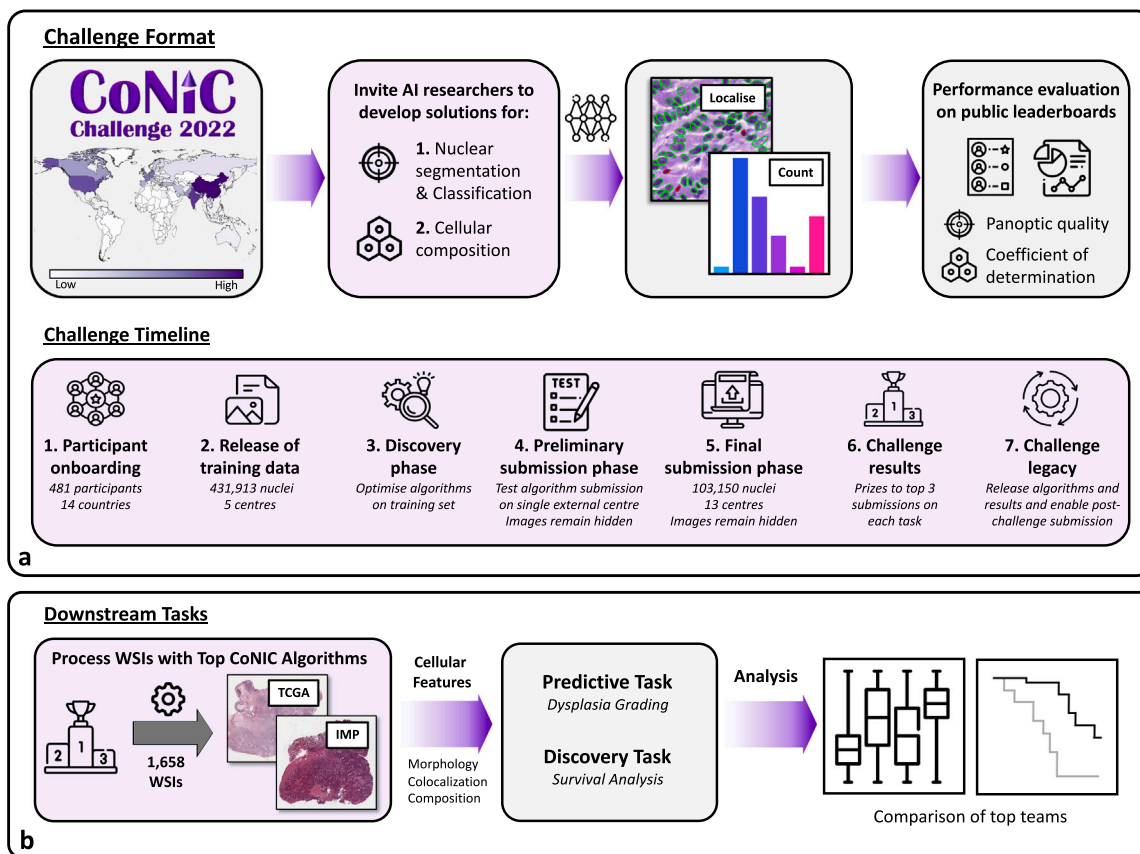 Challenge Format
CoNIC
Challenge 2022
Low
High
Invite AI researchers to
develop solutions for:
1. Nuclear
segmentation
& Classification
2. Cellular
composition
Localise
Count
Performance evaluation
on public leaderboards
Panoptic quality
Coefficient of
determination
Challenge Timeline
1. Participant
onboarding
481 participants
14 countries
2. Release of
training data
431,913 nuclei
5 centres
3. Discovery
phase
Optimise algorithms
on training set
TEST
4. Preliminary
submission phase
Test algorithm submission
on single external centre
Images remain hidden
5. Final
submission phase
103,150 nuclei
13 centres
Images remain hidden
2 1 3
6. Challenge
results
Prizes to top 3
submissions on
each task
7. Challenge
legacy
Release algorithms and
results and enable post-
challenge submission
a
Downstream Tasks
Process WSIs with Top CoNIC Algorithms
2 1 3
1,658
WSIs
TCGA
IMP
Cellular
Features
Morphology
Colocalization
Composition
Predictive Task
Dysplasia Grading
Discovery Task
Survival Analysis
Analysis
Comparison of top teams
b